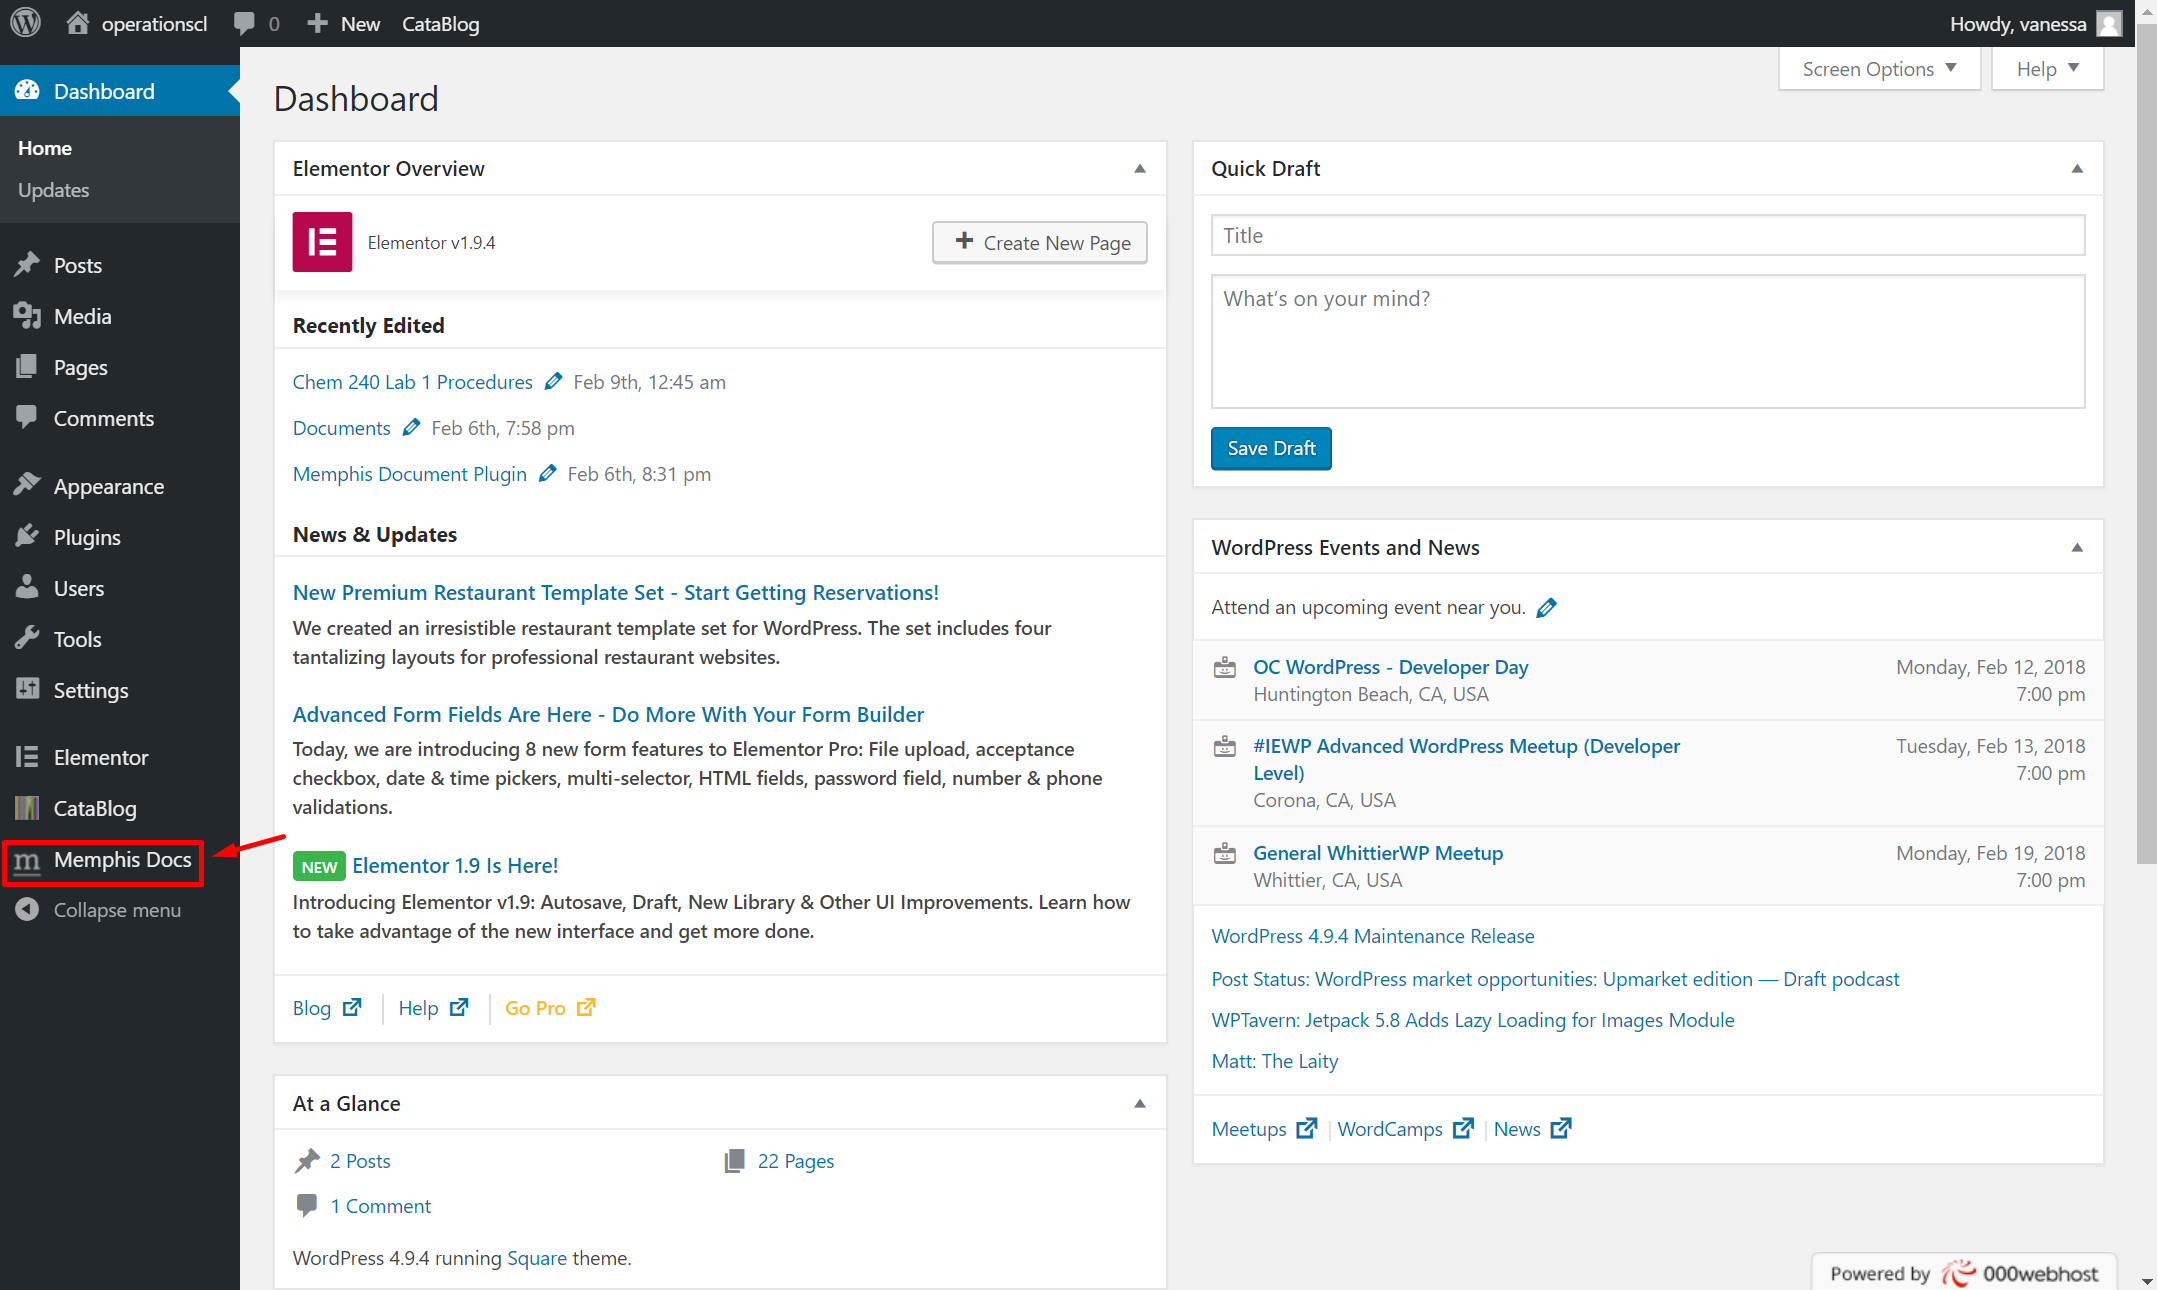 operationscl 0 New CataBlog
Howdy, vanessa
Dashboard
Home
Updates
Posts
Media
Pages
Comments
Appearance
Plugins
Users
Tools
Settings
Elementor
CataBlog
m Memphis Docs
Collapse menu
Screen Options
Help
Dashboard
Elementor Overview
Elementor v1.9.4
Create New Page
Recently Edited
Chem 240 Lab 1 Procedures Feb 9th, 12:45 am
Documents Feb 6th, 7:58 pm
Memphis Document Plugin Feb 6th, 8:31 pm
News & Updates
New Premium Restaurant Template Set - Start Getting Reservations!
We created an irresistible restaurant template set for WordPress. The set includes four
tantalizing layouts for professional restaurant websites.
Advanced Form Fields Are Here - Do More With Your Form Builder
Today, we are introducing 8 new form features to Elementor Pro: File upload, acceptance
checkbox, date & time pickers, multi-selector, HTML fields, password field, number & phone
validations.
NEW Elementor 1.9 Is Here!
Introducing Elementor v1.9: Autosave, Draft, New Library & Other UI Improvements. Learn how
to take advantage of the new interface and get more done.
Blog Help Go Pro
At a Glance
2 Posts 22 Pages
1 Comment
WordPress 4.9.4 running Square theme.
Quick Draft
Title
What's on your mind?
Save Draft
WordPress Events and News
Attend an upcoming event near you.
OC WordPress - Developer Day Monday, Feb 12, 2018
Huntington Beach, CA, USA 7:00 pm
#IEWP Advanced WordPress Meetup (Developer Tuesday, Feb 13, 2018
Level) 7:00 pm
Corona, CA, USA
General WhittierWP Meetup Monday, Feb 19, 2018
Whittier, CA, USA 7:00 pm
WordPress 4.9.4 Maintenance Release
Post Status: WordPress market opportunities: Upmarket edition — Draft podcast
WPTavern: Jetpack 5.8 Adds Lazy Loading for Images Module
Matt: The Laity
Meetups WordCamps News
Powered by 000webhost